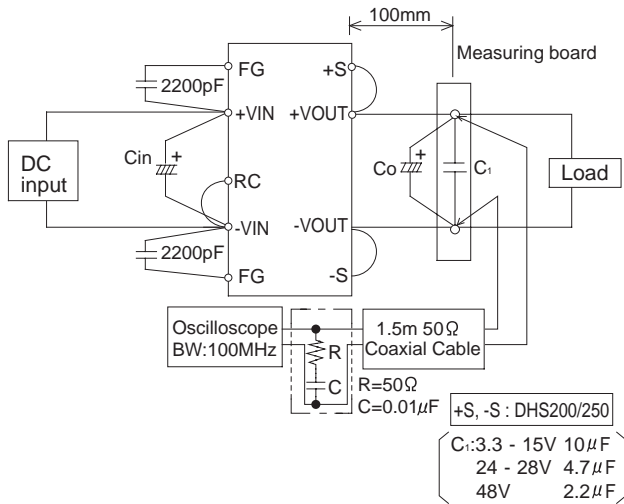 100mm
Measuring board
FG
+S
2200pF
+VIN
+VOUT
Cin
+
DC
input
RC
Co
+
C₁
Load
-VIN
-VOUT
2200pF
FG
-S
Oscilloscope
BW:100MHz
R
C
1.5m 50Ω
Coaxial Cable
R=50Ω
C=0.01μF
+S, -S : DHS200/250
C₁:3.3 - 15V 10μF
24 - 28V 4.7μF
48V 2.2μF